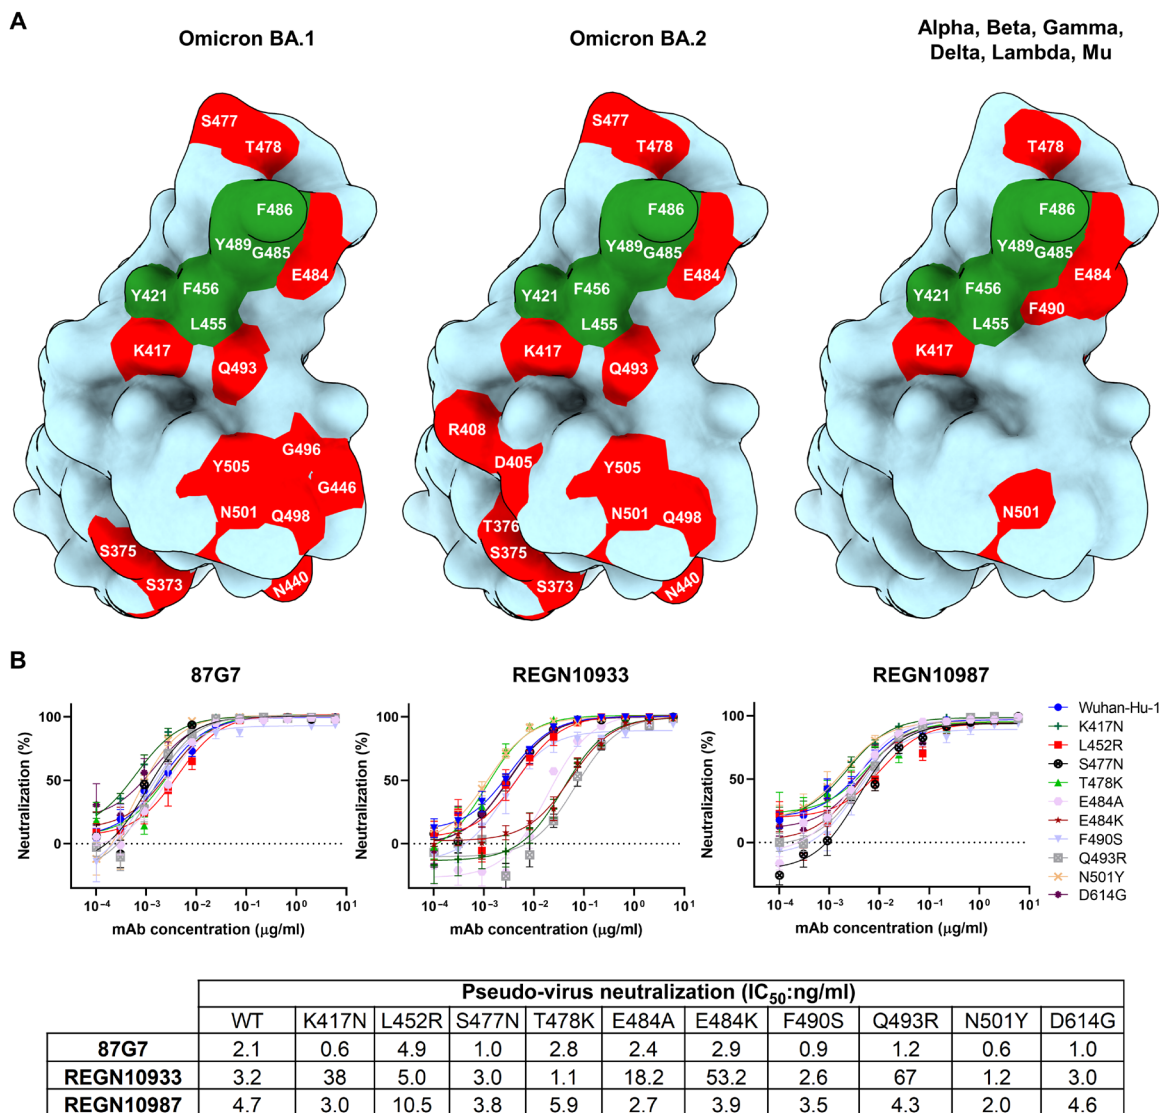 A
Omicron BA.1
Omicron BA.2
Alpha, Beta, Gamma,
Delta, Lambda, Mu
S477
T478
F486
Y489
G485
E484
Y421
F456
L455
K417
Q493
G496
Y505
G446
N501
Q498
S375
S373
N440
S477
T478
F486
Y489
G485
E484
Y421
F456
L455
K417
Q493
R408
D405
Y505
N501
Q498
T376
S375
S373
N440
T478
F486
Y489
G485
E484
Y421
F456
F490
L455
K417
N501
B
87G7
REGN10933
REGN10987
Neutralization (%)
100
50
0
10⁻⁴ 10⁻³ 10⁻² 10⁻¹ 10⁰ 10¹
mAb concentration (μg/ml)
Neutralization (%)
100
50
0
10⁻⁴ 10⁻³ 10⁻² 10⁻¹ 10⁰ 10¹
mAb concentration (μg/ml)
Neutralization (%)
100
50
0
10⁻⁴ 10⁻³ 10⁻² 10⁻¹ 10⁰ 10¹
mAb concentration (μg/ml)
Wuhan-Hu-1
K417N
L452R
S477N
T478K
E484A
E484K
F490S
Q493R
N501Y
D614G
Pseudo-virus neutralization (IC₅₀:ng/ml)
WT K417N L452R S477N T478K E484A E484K F490S Q493R N501Y D614G
87G7 2.1 0.6 4.9 1.0 2.8 2.4 2.9 0.9 1.2 0.6 1.0
REGN10933 3.2 38 5.0 3.0 1.1 18.2 53.2 2.6 67 1.2 3.0
REGN10987 4.7 3.0 10.5 3.8 5.9 2.7 3.9 3.5 4.3 2.0 4.6